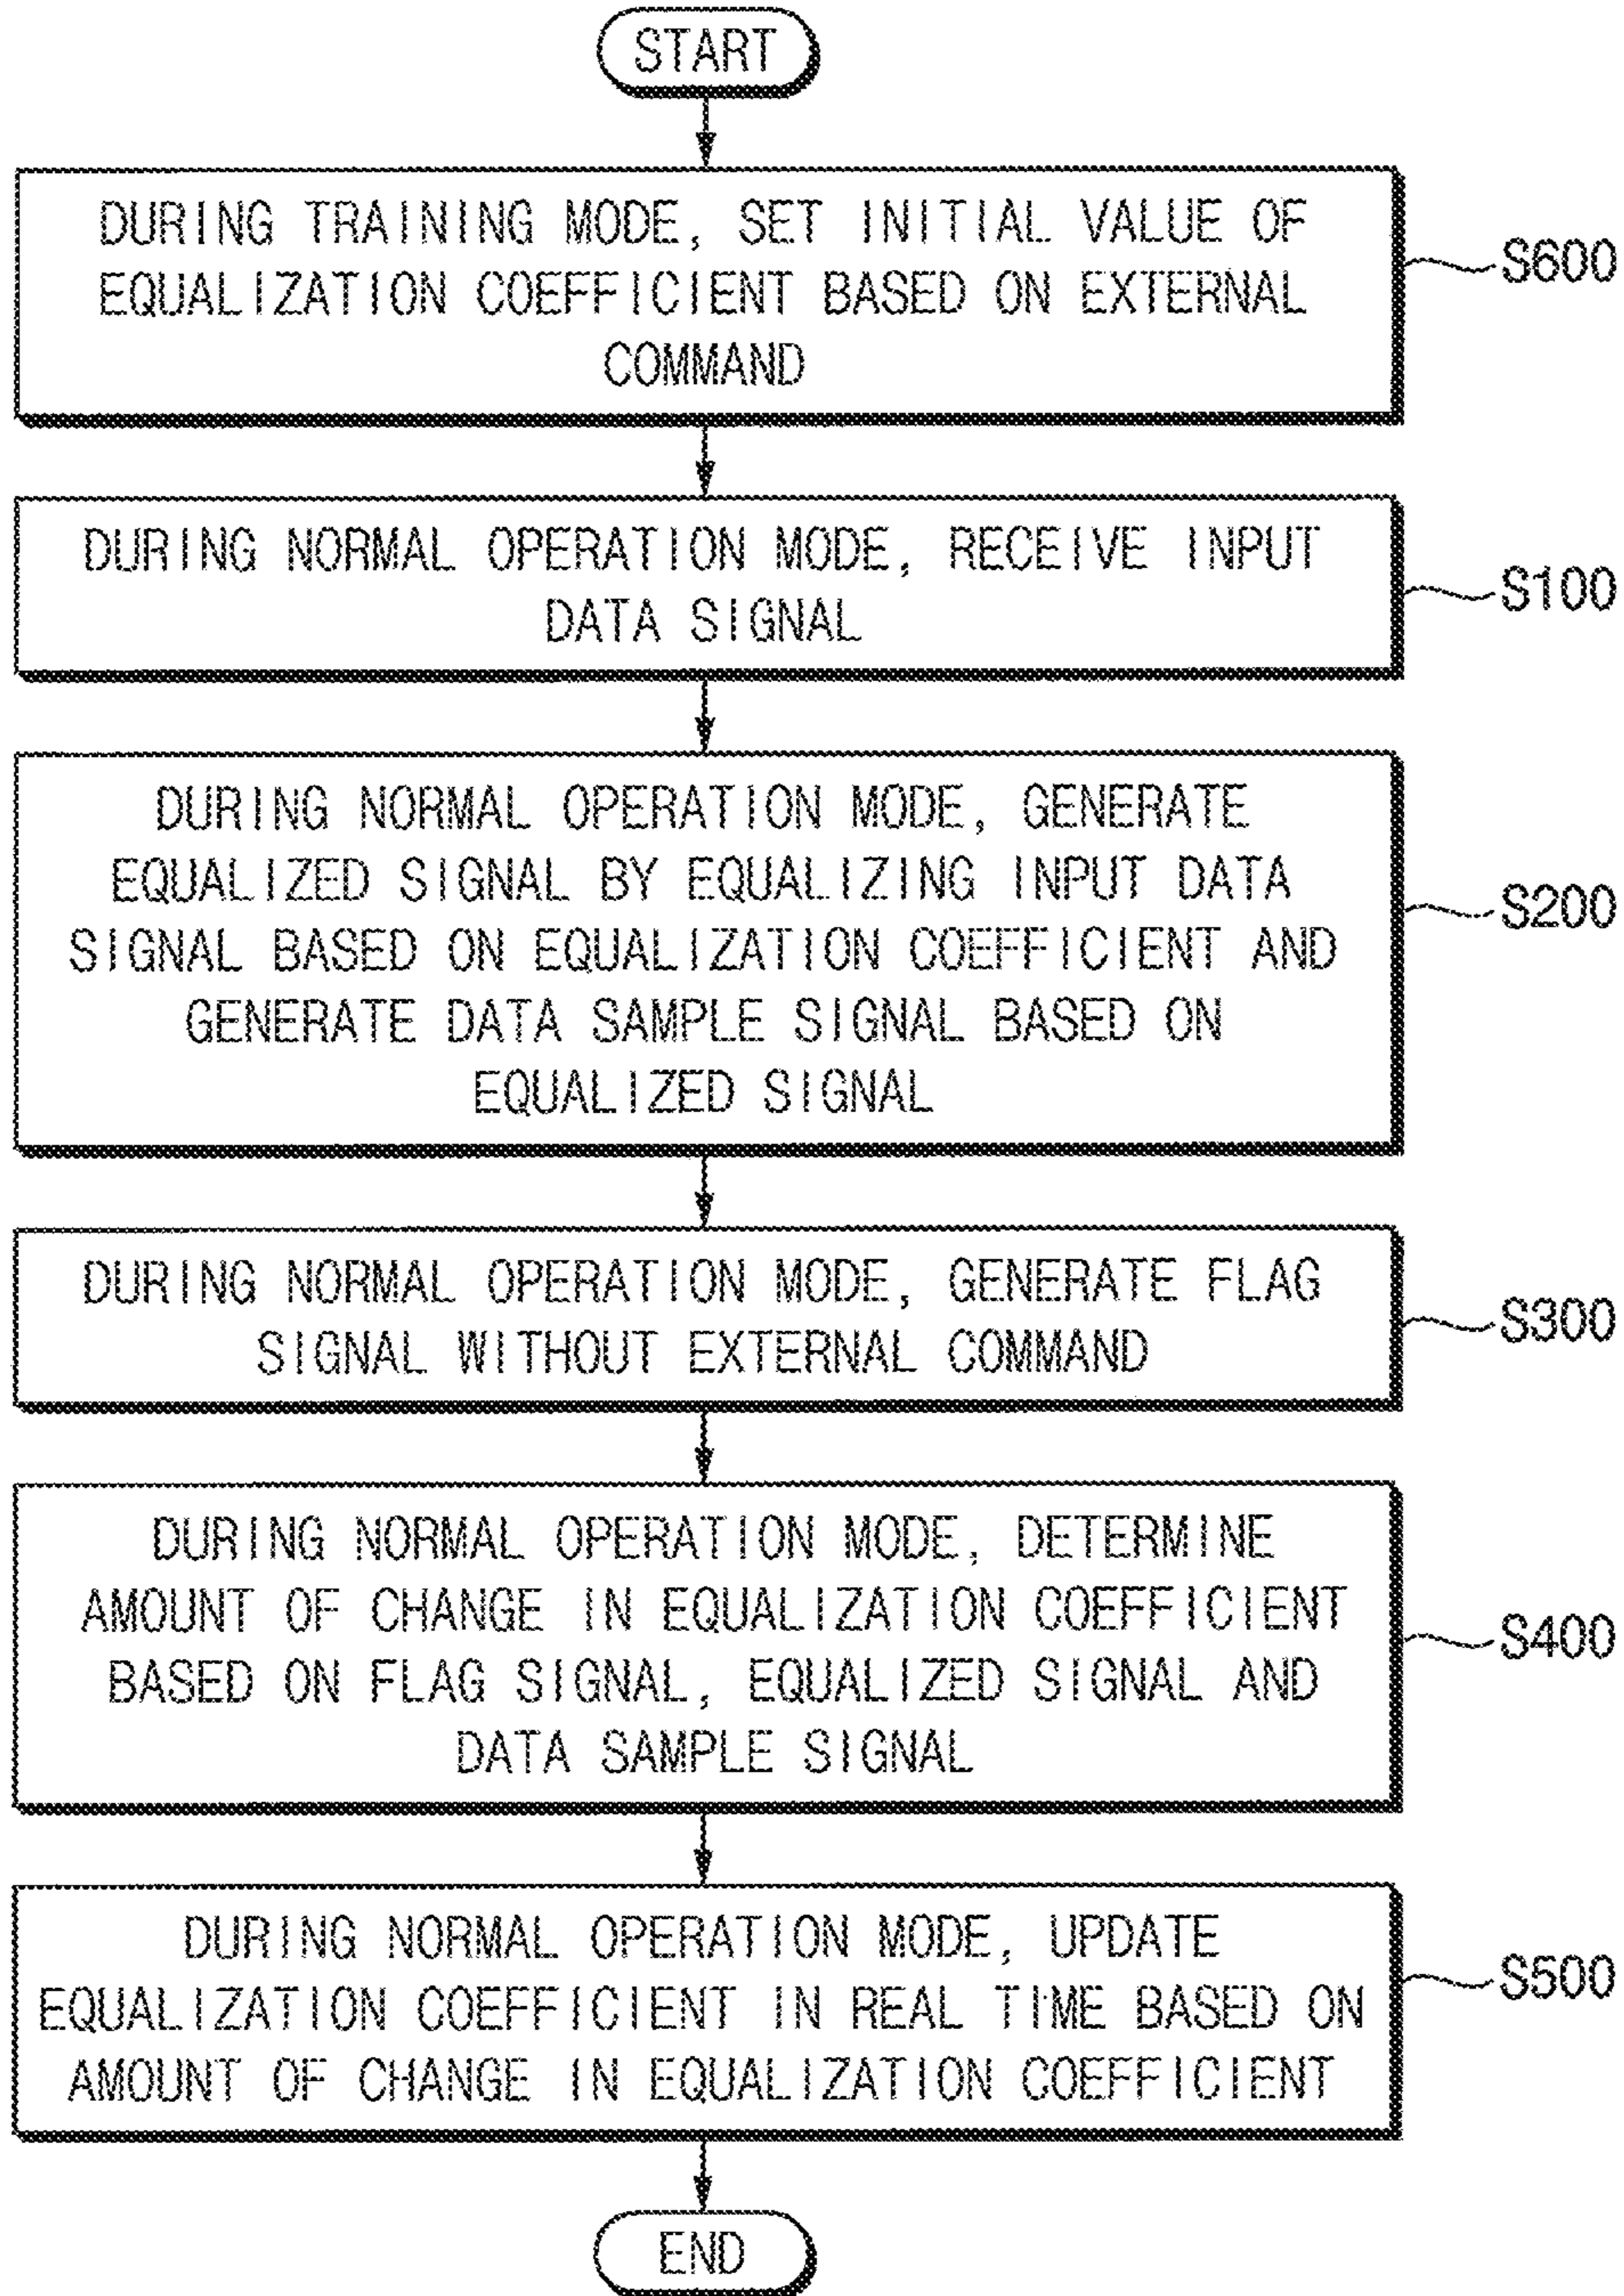 START
DURING TRAINING MODE, SET INITIAL VALUE OF
EQUALIZATION COEFFICIENT BASED ON EXTERNAL
COMMAND
S600
DURING NORMAL OPERATION MODE, RECEIVE INPUT
DATA SIGNAL
S100
DURING NORMAL OPERATION MODE, GENERATE
EQUALIZED SIGNAL BY EQUALIZING INPUT DATA
SIGNAL BASED ON EQUALIZATION COEFFICIENT AND
GENERATE DATA SAMPLE SIGNAL BASED ON
EQUALIZED SIGNAL
S200
DURING NORMAL OPERATION MODE, GENERATE FLAG
SIGNAL WITHOUT EXTERNAL COMMAND
S300
DURING NORMAL OPERATION MODE, DETERMINE
AMOUNT OF CHANGE IN EQUALIZATION COEFFICIENT
BASED ON FLAG SIGNAL, EQUALIZED SIGNAL AND
DATA SAMPLE SIGNAL
S400
DURING NORMAL OPERATION MODE, UPDATE
EQUALIZATION COEFFICIENT IN REAL TIME BASED ON
AMOUNT OF CHANGE IN EQUALIZATION COEFFICIENT
S500
END